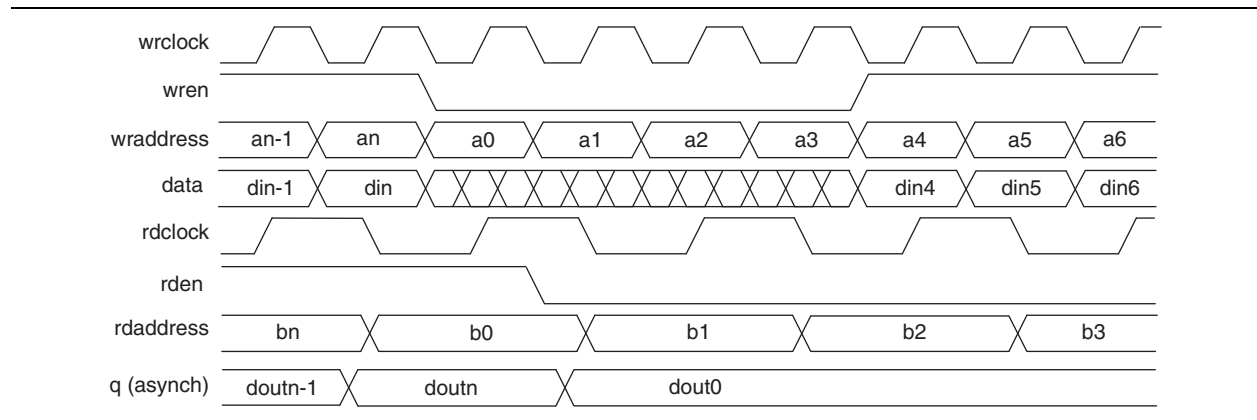 wrclock
wren
wraddress an-1 an a0 a1 a2 a3 a4 a5 a6
data din-1 din din4 din5 din6
rdclock
rden
rdaddress bn b0 b1 b2 b3
q (asynch) doutn-1 doutn dout0